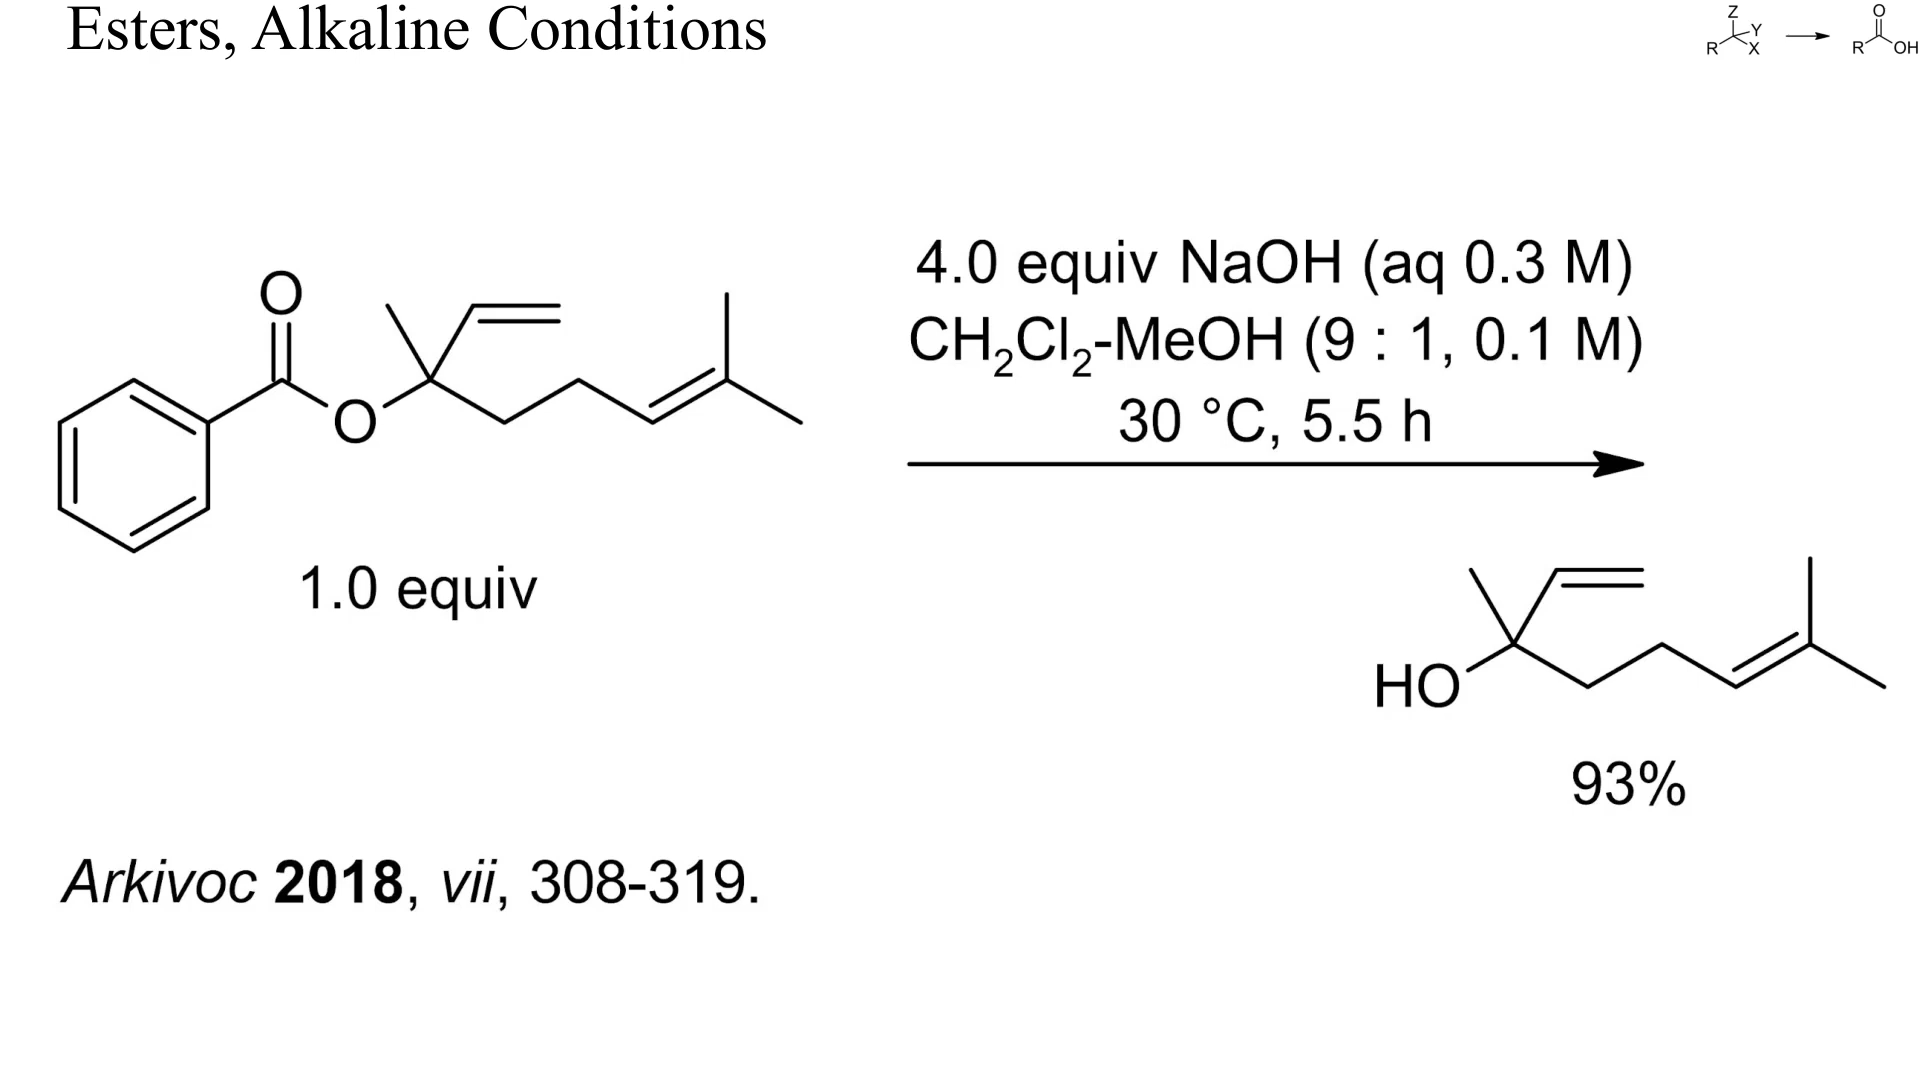 Esters, Alkaline Conditions
Z
R Y X
O
R OH
4.0 equiv NaOH (aq 0.3 M)
CH₂Cl₂-MeOH (9 : 1, 0.1 M)
30 °C, 5.5 h
O
O
1.0 equiv
HO
93%
Arkivoc 2018, vii, 308-319.